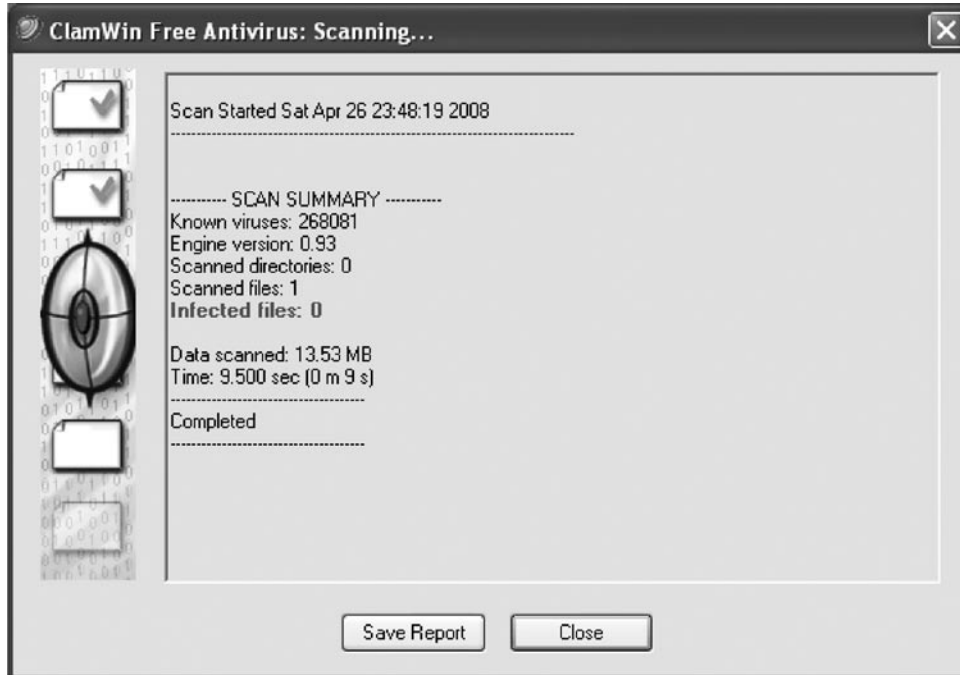 ClamWin Free Antivirus: Scanning...
Scan Started Sat Apr 26 23:48:19 2008
--------------------------------------------------------------------------------
---------- SCAN SUMMARY -----------
Known viruses: 268081
Engine version: 0.93
Scanned directories: 0
Scanned files: 1
Infected files: 0
Data scanned: 13.53 MB
Time: 9.500 sec (0 m 9 s)
--------------------------------------
Completed
--------------------------------------
Save Report
Close